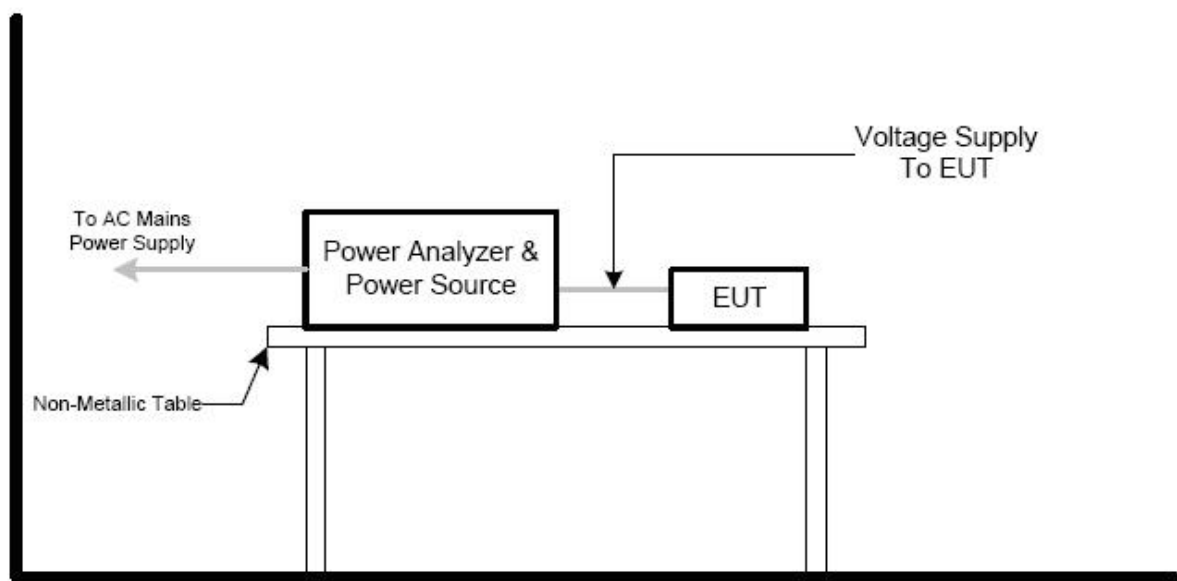 Voltage Supply
To EUT
To AC Mains
Power Supply
Power Analyzer &
Power Source
EUT
Non-Metallic Table